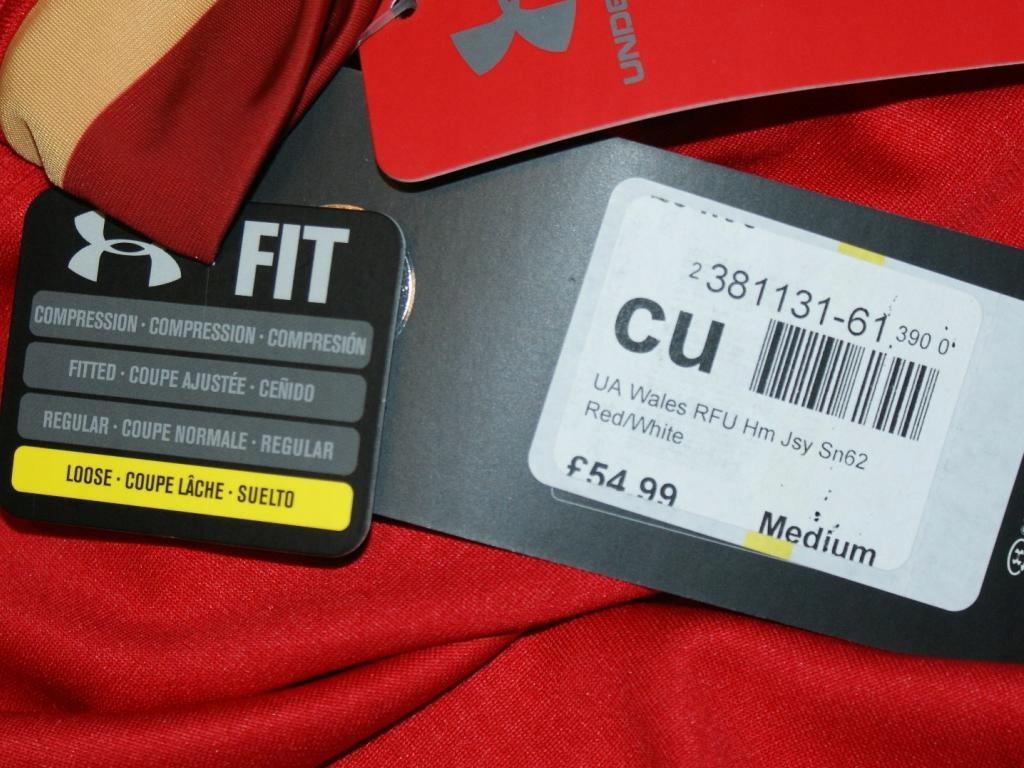 UNDE
FIT
COMPRESSION · COMPRESSION · COMPRESIÓN
FITTED · COUPE AJUSTÉE · CEÑIDO
REGULAR · COUPE NORMALE · REGULAR
LOOSE · COUPE LÂCHE · SUELTO
2 381131-61 390 0
CU
UA Wales RFU Hm Jsy Sn62
Red/White
£54.99
Medium